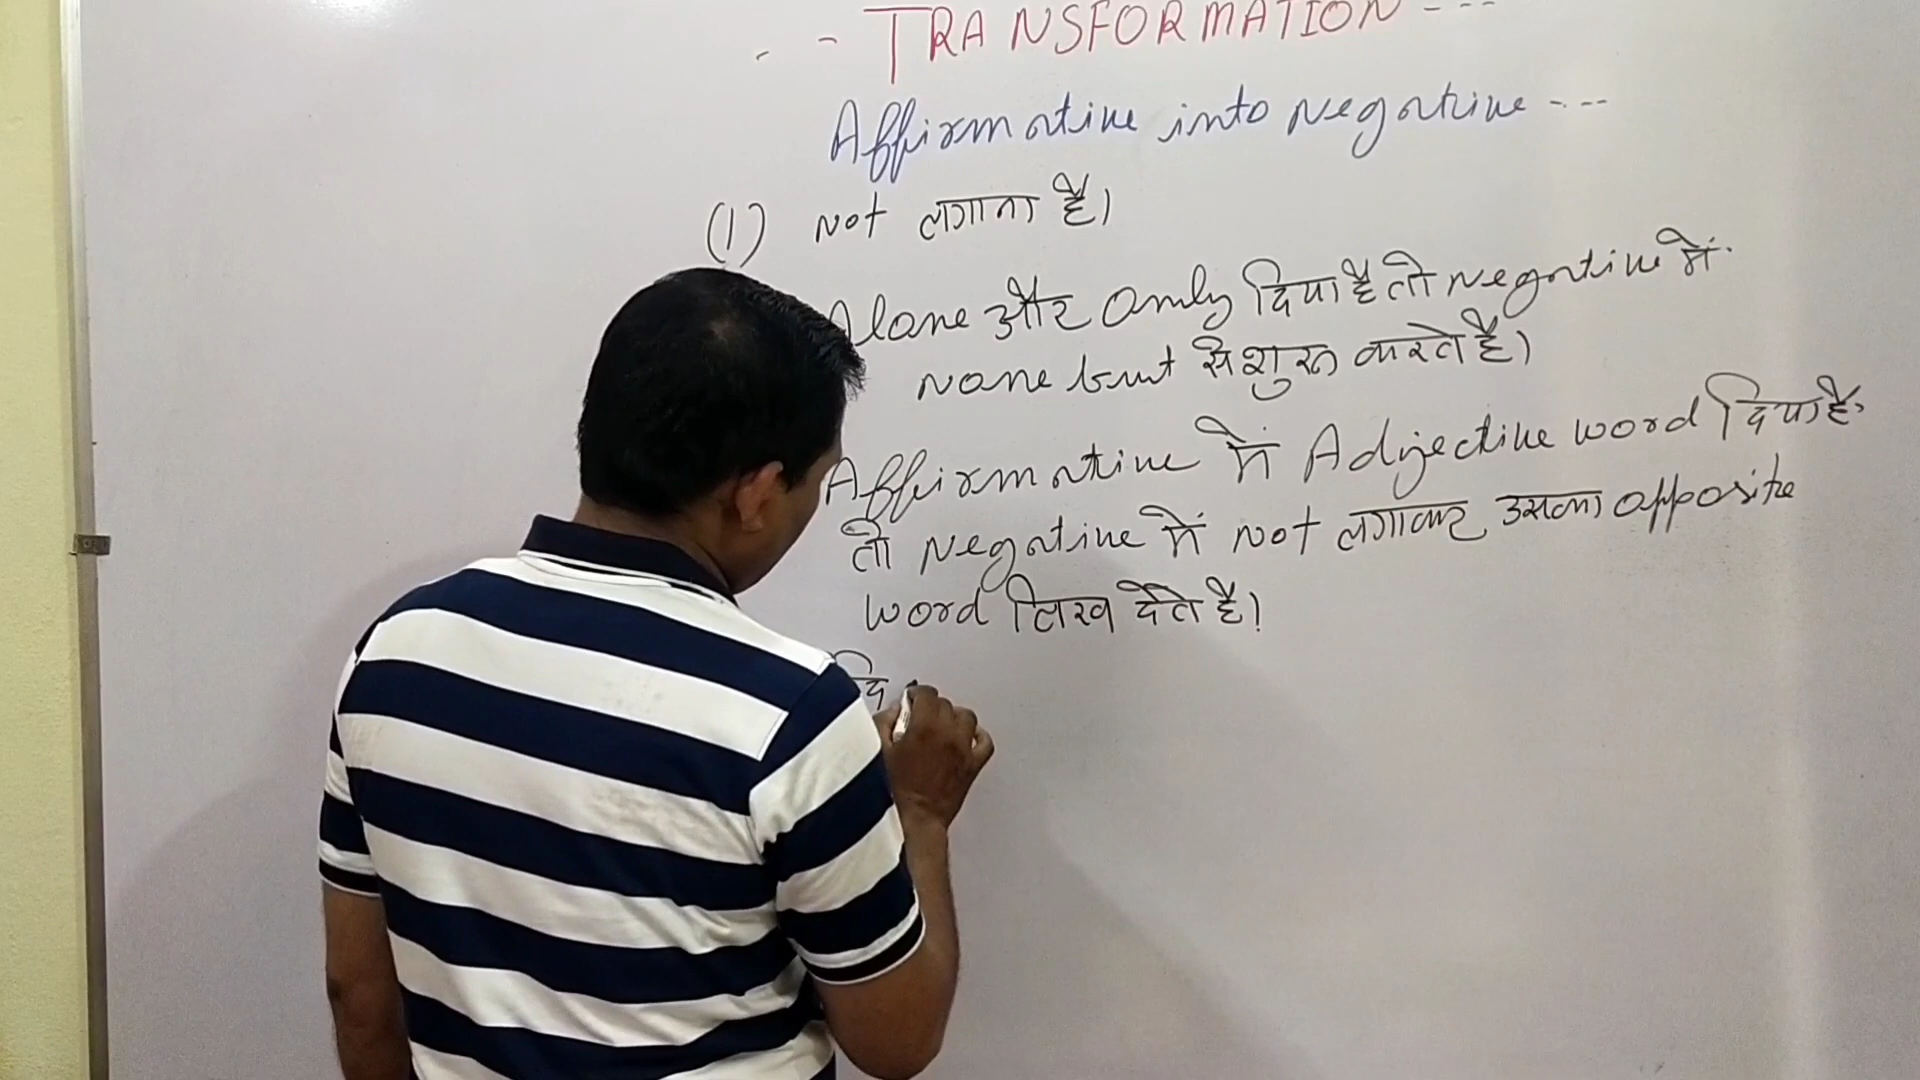 - - TRANSFORMATION - - -
Affirmative into Negative - - -
(1) Not लगाना है।
Alone और Only दिया है तो Negative में
None but से शुरू करते है।
Affirmative में Adjective word दिया है
तो Negative में Not लगाकर उसका opposite
word लिख देते है।
दि